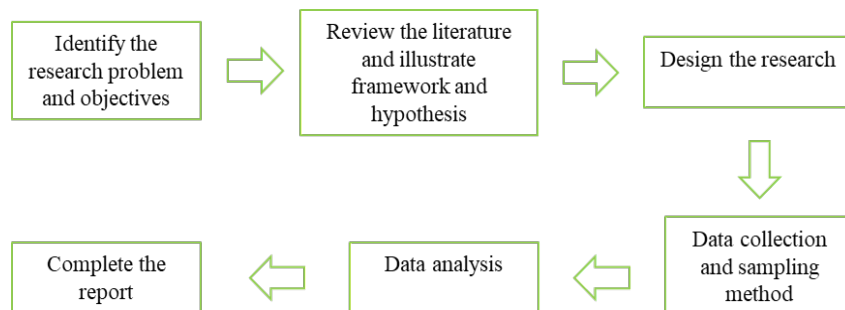 Identify the
research problem
and objectives
Review the literature
and illustrate
framework and
hypothesis
Design the research
Data collection
and sampling
method
Data analysis
Complete the
report